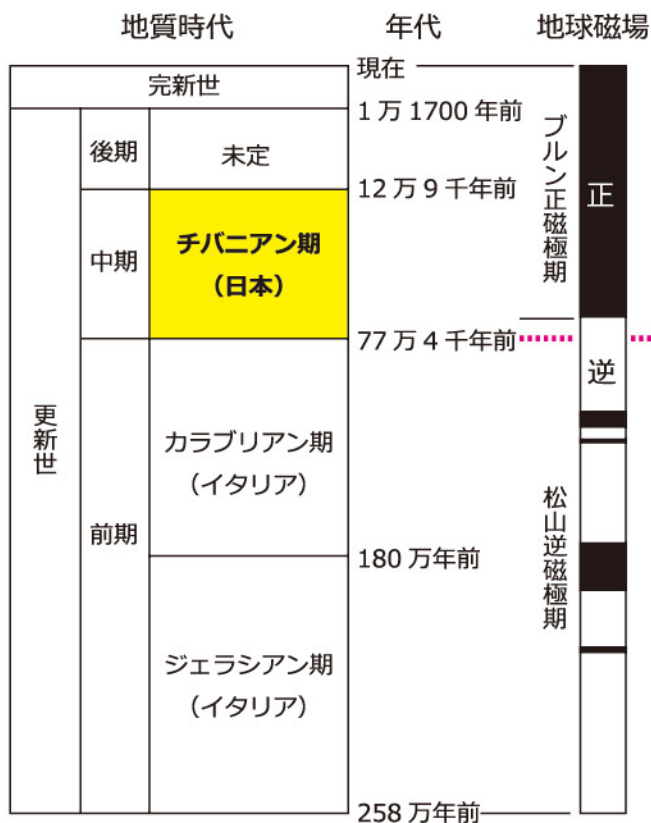 地質時代
年代
地球磁場
現在
完新世
1万1700年前
後期
未定
12万9千年前
中期
チバニアン期
（日本）
77万4千年前
更新世
前期
カラブリアン期
（イタリア）
180万年前
ジェラシアン期
（イタリア）
258万年前
ブルン正磁極期
正
逆
松山逆磁極期